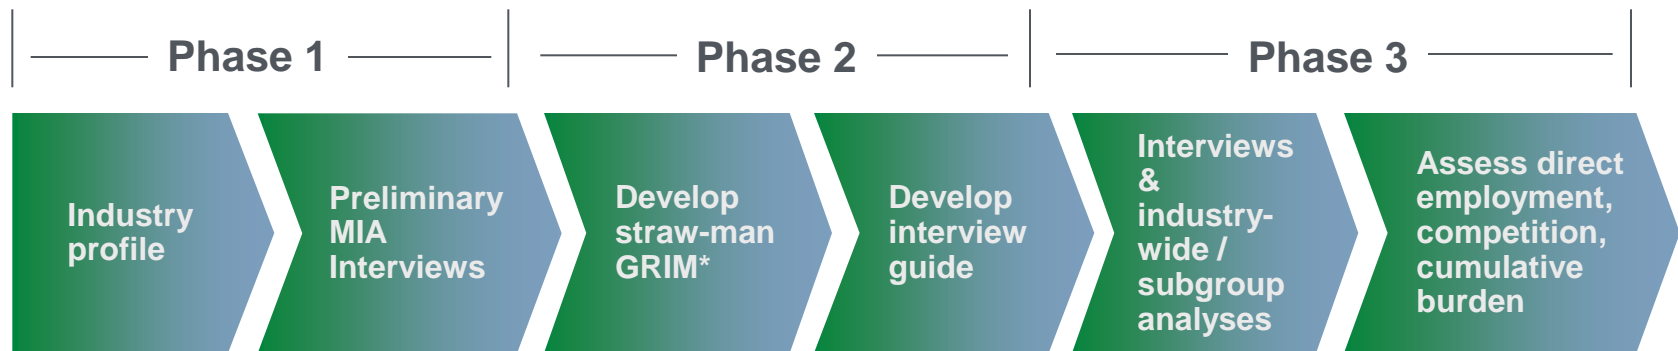 Phase 1
Phase 2
Phase 3
Industry
profile
Preliminary
MIA
Interviews
Develop
straw-man
GRIM*
Develop
interview
guide
Interviews
&
industry-
wide /
subgroup
analyses
Assess direct
employment,
competition,
cumulative
burden